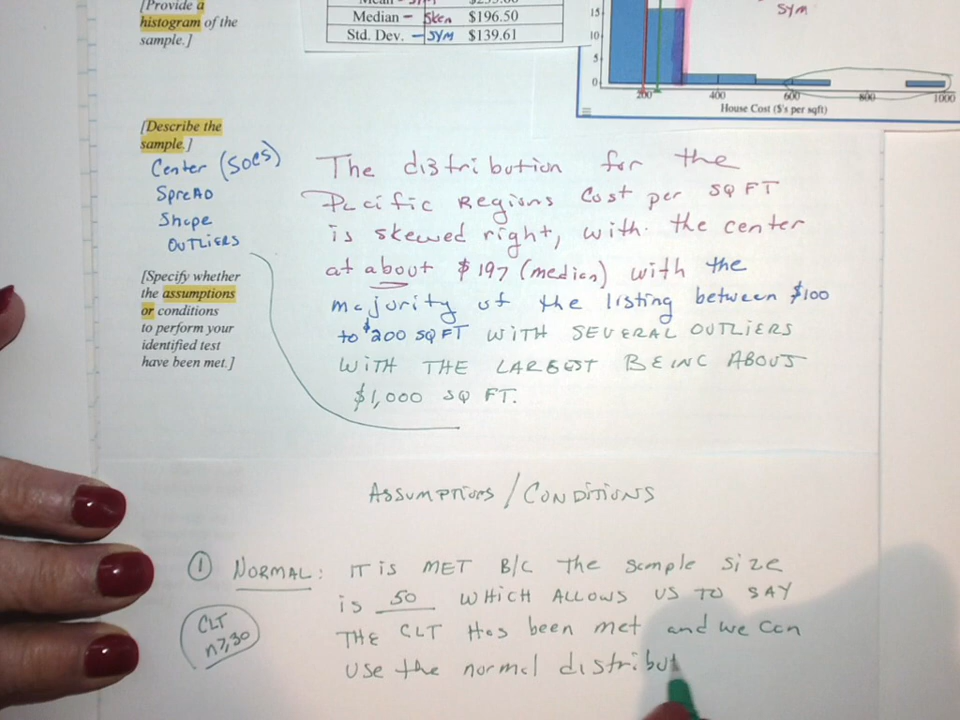 [Provide a
histogram of the
sample.]
Median – Skew $196.50
Std. Dev. – SYM $139.61
SYM
15
10
5
0
200 400 600 800 1000
House Cost ($'s per sqft)
[Describe the
sample.]
Center (SOCS)
SpreAD
Shape
OUTLIERS
[Specify whether
the assumptions
or conditions
to perform your
identified test
have been met.]
The distribution for the
Pacific Regions Cost per SQ FT
is skewed right, with the center
at about $197 (median) with the
majority of the listing between $100
to $200 SQ FT WITH SEVERAL OUTLIERS
WITH THE LARGEST BEING ABOUT
$1,000 SQ FT.
ASSUMPTIONS / CONDITIONS
① NORMAL: IT is MET B/C The sample size
is 50 WHICH ALLOWS US TO SAY
THE CLT Has been met and we can
use the normal distribut
CLT
n≥30